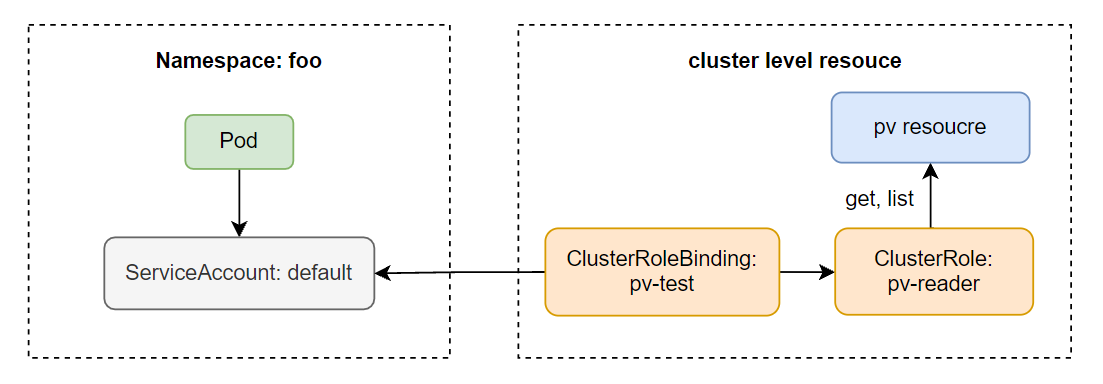 Namespace: foo
Pod
ServiceAccount: default
cluster level resouce
pv resoucre
get, list
ClusterRoleBinding:
pv-test
ClusterRole:
pv-reader